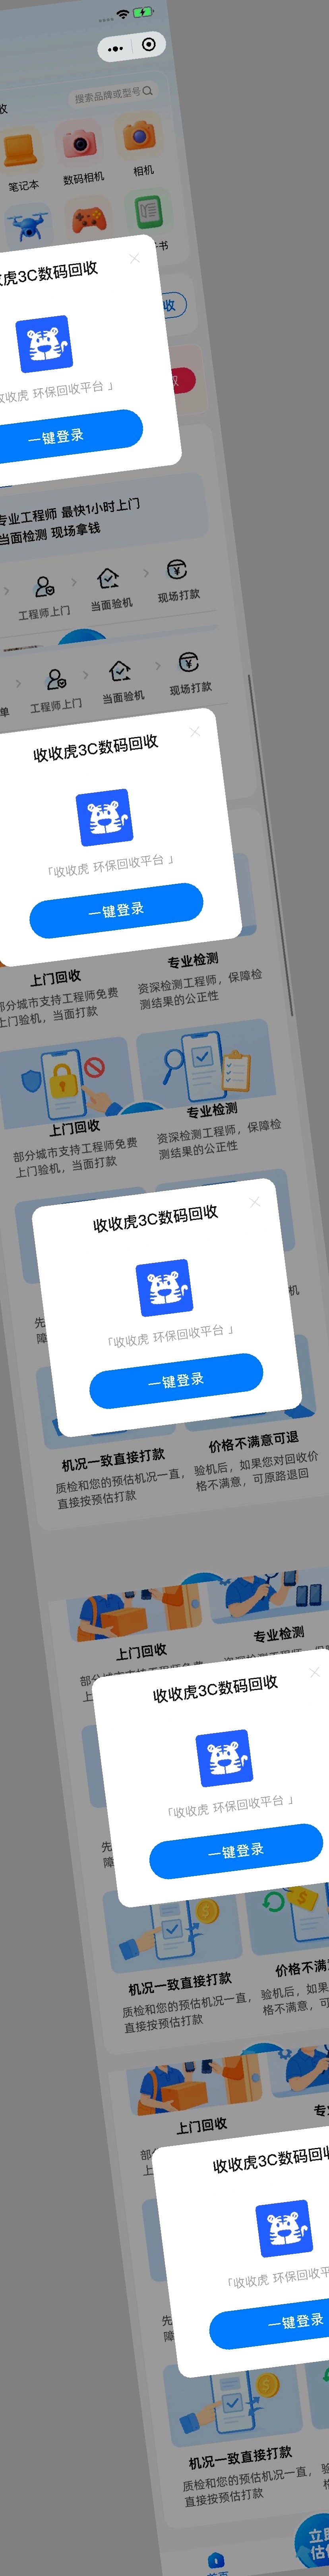 搜索品牌或型号
收
笔记本
数码相机
相机
书
虎3C数码回收
收
收虎 环保回收平台 」
一键登录
专业工程师 最快1小时上门
当面检测 现场拿钱
工程师上门
当面验机
现场打款
单
工程师上门
当面验机
现场打款
收收虎3C数码回收
「收收虎 环保回收平台 」
一键登录
上门回收
专业检测
部分城市支持工程师免费
上门验机，当面打款
资深检测工程师，保障检
测结果的公正性
上门回收
专业检测
部分城市支持工程师免费
上门验机，当面打款
资深检测工程师，保障检
测结果的公正性
收收虎3C数码回收
先
障
机
「收收虎 环保回收平台 」
一键登录
机况一致直接打款
价格不满意可退
质检和您的预估机况一直，
直接按预估打款
验机后，如果您对回收价
格不满意，可原路退回
上门回收
专业检测
收收虎3C数码回收
「收收虎 环保回收平台 」
先
障
一键登录
机况一致直接打款
价格不满
质检和您的预估机况一直，
直接按预估打款
验机后，如果
格不满意，可
上门回收
专
部
上
收收虎3C数码回收
「收收虎 环保回收平
先
障
一键登录
机况一致直接打款
质检和您的预估机况一直，
直接按预估打款
验
格
立即
估
首页